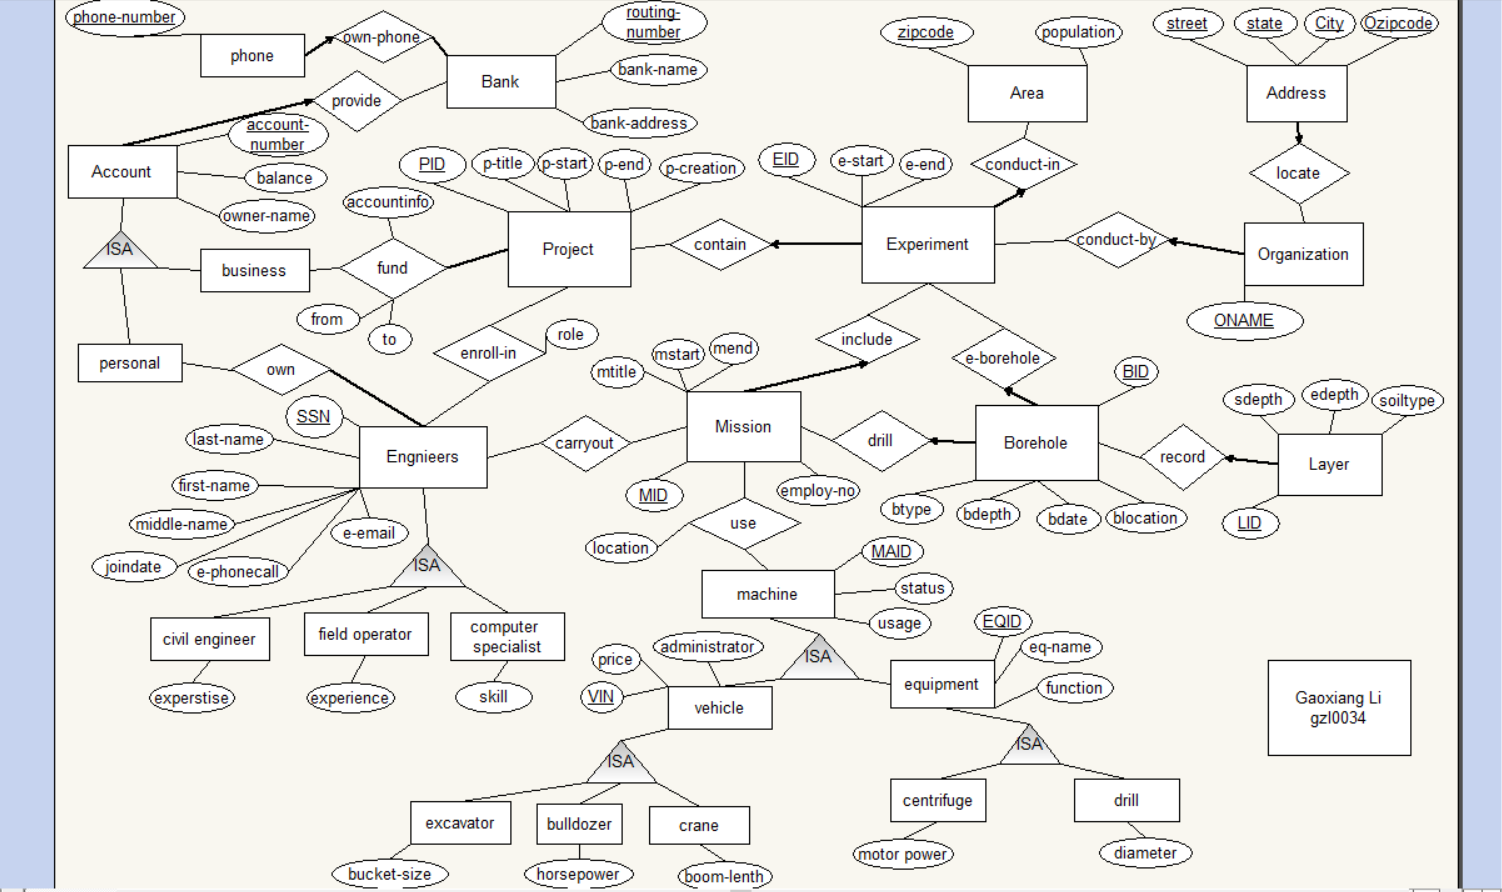 phone-number
phone
own-phone
Bank
routing-
number
bank-name
bank-address
provide
zipcode
population
Area
street
state
City
Ozipcode
Address
Account
account-
number
balance
owner-name
ISA
business
accountinfo
fund
from
to
PID
p-title
p-start
p-end
p-creation
Project
contain
EID
e-start
e-end
Experiment
conduct-in
conduct-by
locate
Organization
ONAME
personal
own
enroll-in
role
include
e-borehole
mtitle
mstart
mend
Mission
MID
employ-no
drill
BID
Borehole
btype
bdepth
bdate
blocation
record
sdepth
edepth
soiltype
Layer
LID
SSN
last-name
first-name
middle-name
joindate
e-phonecall
e-email
Engnieers
carryout
use
location
ISA
civil engineer
field operator
computer
specialist
experstise
experience
skill
machine
MAID
status
usage
ISA
price
administrator
VIN
vehicle
EQID
eq-name
function
equipment
Gaoxiang Li
gzl0034
ISA
ISA
excavator
bulldozer
crane
centrifuge
drill
bucket-size
horsepower
boom-lenth
motor power
diameter